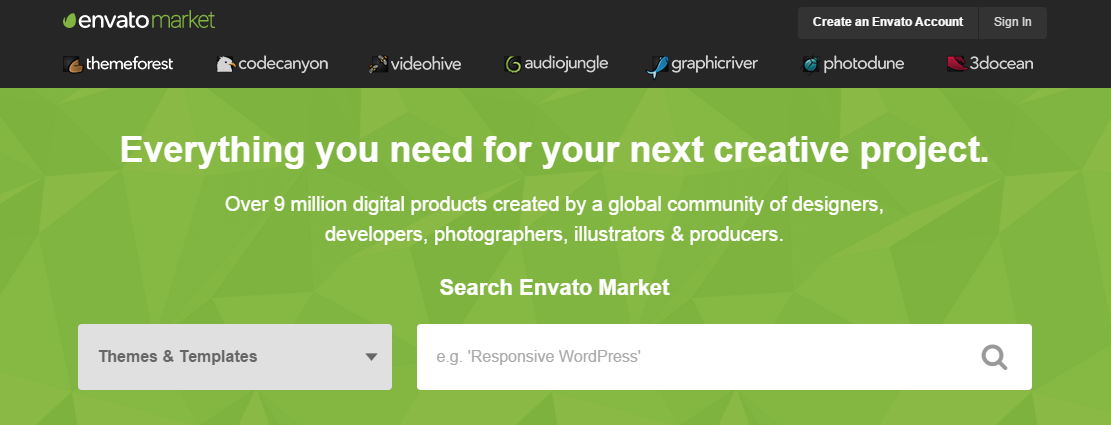 envatomarket
Create an Envato Account
Sign In
themeforest
codecanyon
videohive
audiojungle
graphicriver
photodune
3docean
Everything you need for your next creative project.
Over 9 million digital products created by a global community of designers,
developers, photographers, illustrators & producers.
Search Envato Market
Themes & Templates
e.g. 'Responsive WordPress'